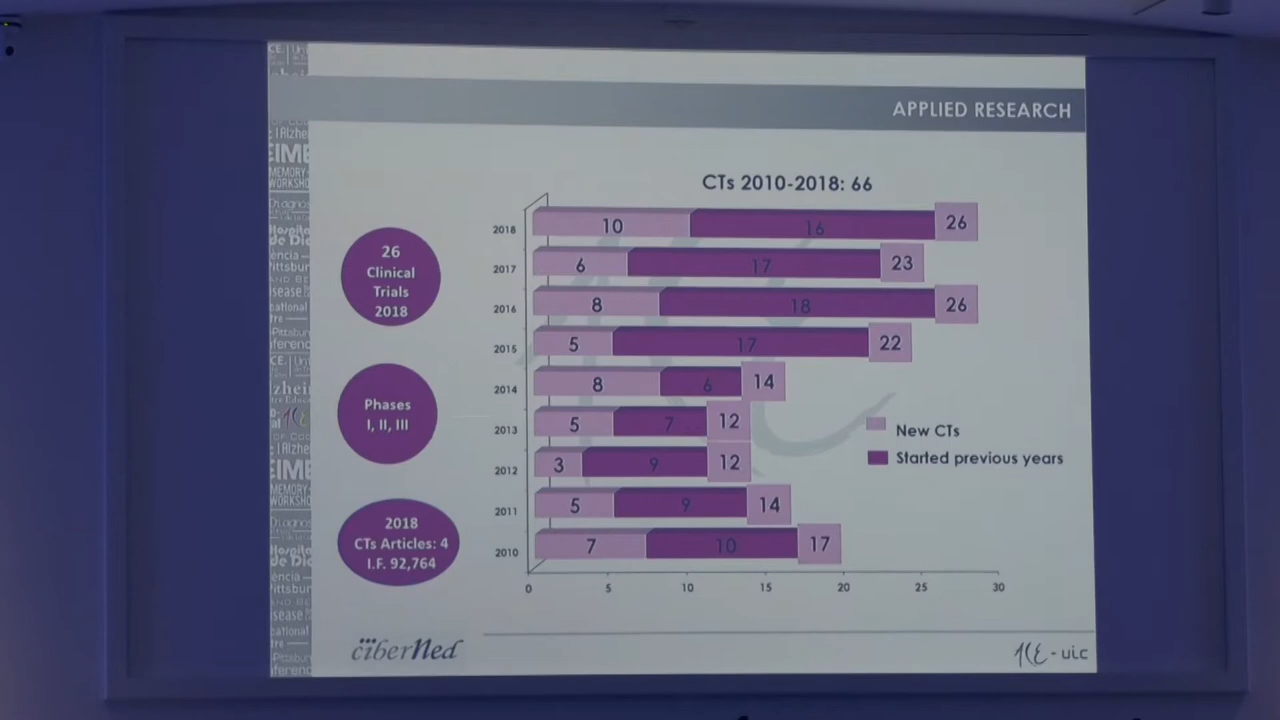 APPLIED RESEARCH
CTs 2010-2018: 66
26
Clinical
Trials
2018
Phases
I, II, III
2018
CTs Articles: 4
I.F. 92,764
2018 10 16 26
2017 6 17 23
2016 8 18 26
2015 5 17 22
2014 8 6 14
2013 5 7 12
2012 3 9 12
2011 5 9 14
2010 7 10 17
0 5 10 15 20 25 30
New CTs
Started previous years
ciberned
ACE - uic
MEMORY
WORKSHO